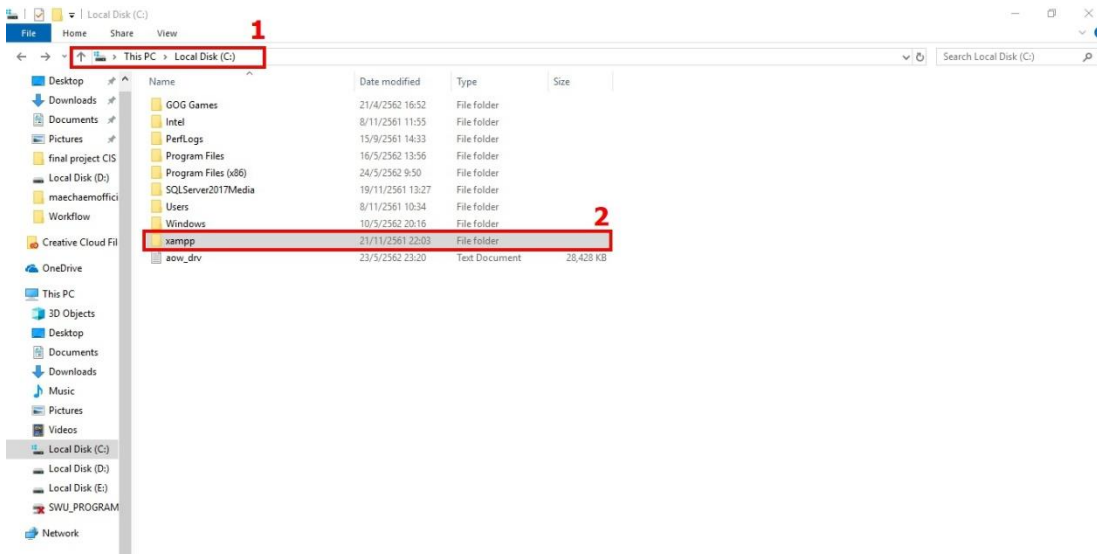 Local Disk (C:)
File Home Share View
1
This PC > Local Disk (C:)
Search Local Disk (C:)
Name Date modified Type Size
GOG Games 21/4/2562 16:52 File folder
Intel 8/11/2561 11:55 File folder
PerfLogs 15/9/2561 14:33 File folder
Program Files 16/5/2562 13:56 File folder
Program Files (x86) 24/5/2562 9:50 File folder
SQLServer2017Media 19/11/2561 13:27 File folder
Users 8/11/2561 10:34 File folder
Windows 10/5/2562 20:16 File folder
2
xampp 21/11/2561 22:03 File folder
aow_drv 23/5/2562 23:20 Text Document 28,428 KB
Desktop
Downloads
Documents
Pictures
final project CIS
Local Disk (D:)
maechaemoffici
Workflow
Creative Cloud Fil
OneDrive
This PC
3D Objects
Desktop
Documents
Downloads
Music
Pictures
Videos
Local Disk (C:)
Local Disk (D:)
Local Disk (E:)
SWU_PROGRAM
Network